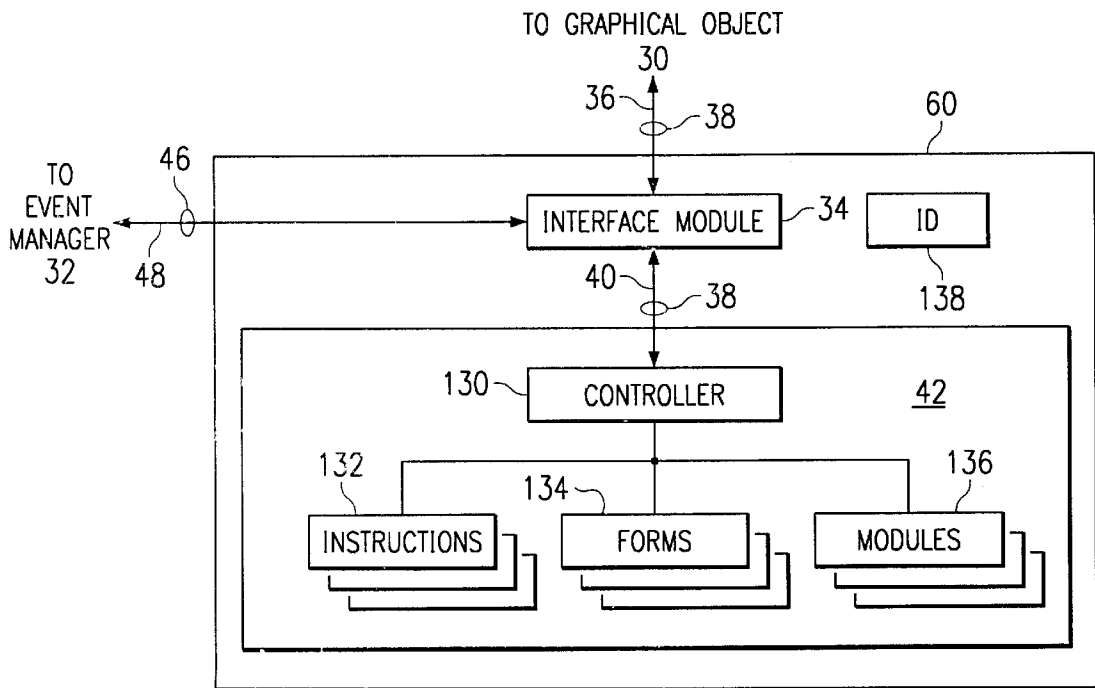 TO GRAPHICAL OBJECT
30
36
38
60
46
TO
EVENT
MANAGER
32
48
INTERFACE MODULE
34
ID
138
40
38
130
CONTROLLER
42
132
134
136
INSTRUCTIONS
FORMS
MODULES